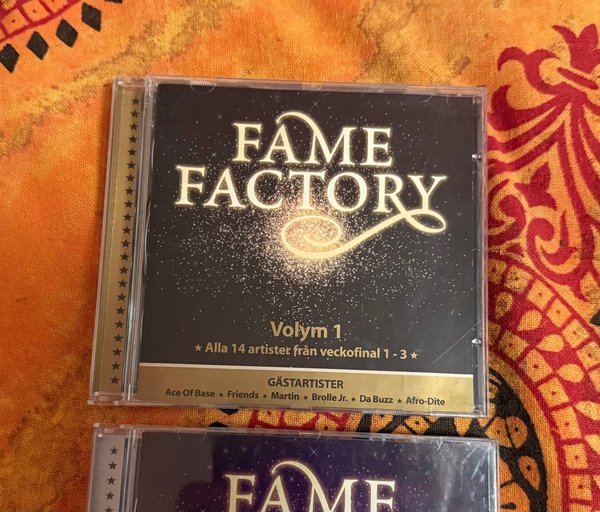 FAME
FACTORY
Volym 1
★ Alla 14 artister från veckofinal 1 - 3 ★
GÄSTARTISTER
Ace Of Base ★ Friends ★ Martin ★ Brolle Jr. ★ Da Buzz ★ Afro-Dite
FAME